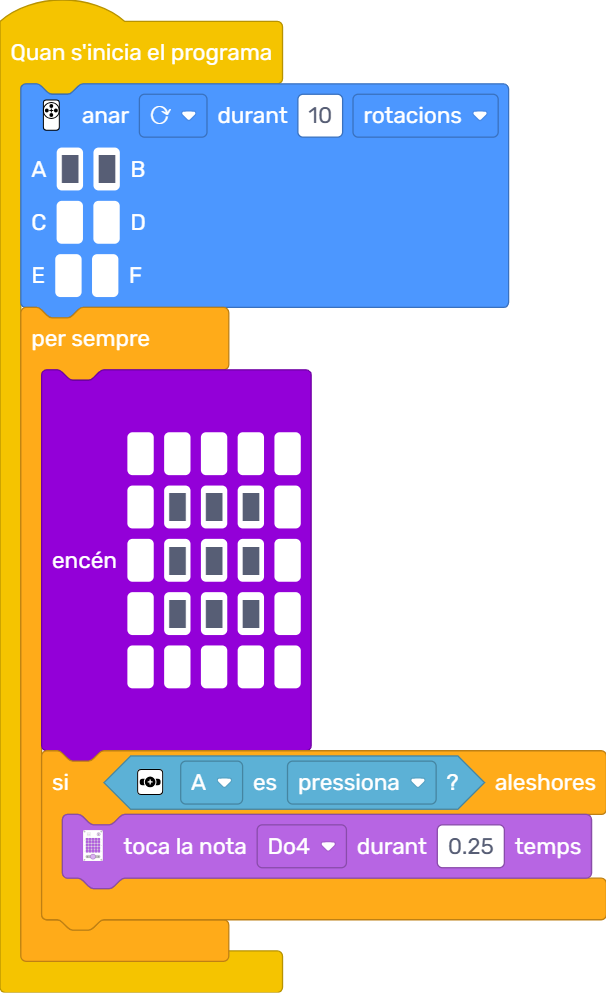 Quan s'inicia el programa
anar durant 10 rotacions
A B
C D
E F
per sempre
encén
si A es pressiona ? aleshores
toca la nota Do4 durant 0.25 temps